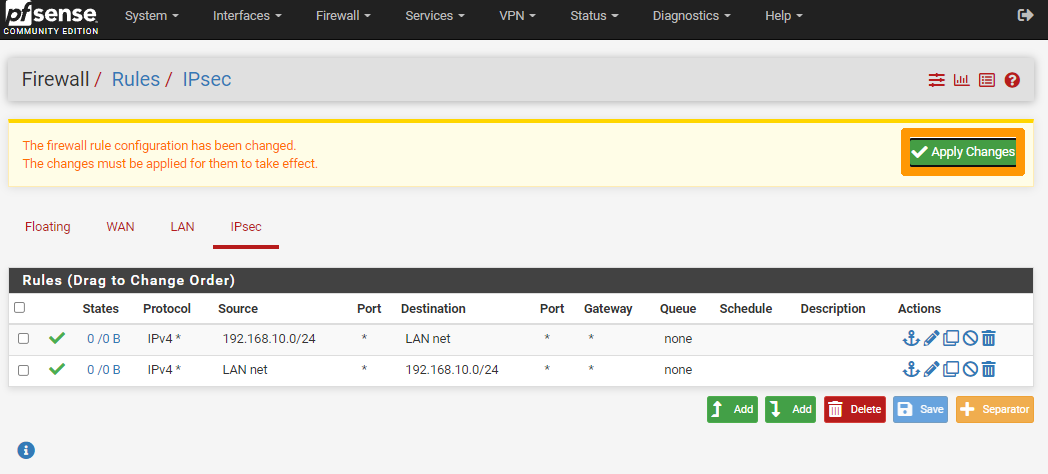 pfsense
COMMUNITY EDITION
System Interfaces Firewall Services VPN Status Diagnostics Help
Firewall / Rules / IPsec
The firewall rule configuration has been changed.
The changes must be applied for them to take effect.
Apply Changes
Floating WAN LAN IPsec
Rules (Drag to Change Order)
States Protocol Source Port Destination Port Gateway Queue Schedule Description Actions
0 /0 B IPv4 * 192.168.10.0/24 * LAN net * * none
0 /0 B IPv4 * LAN net * 192.168.10.0/24 * * none
Add Add Delete Save Separator